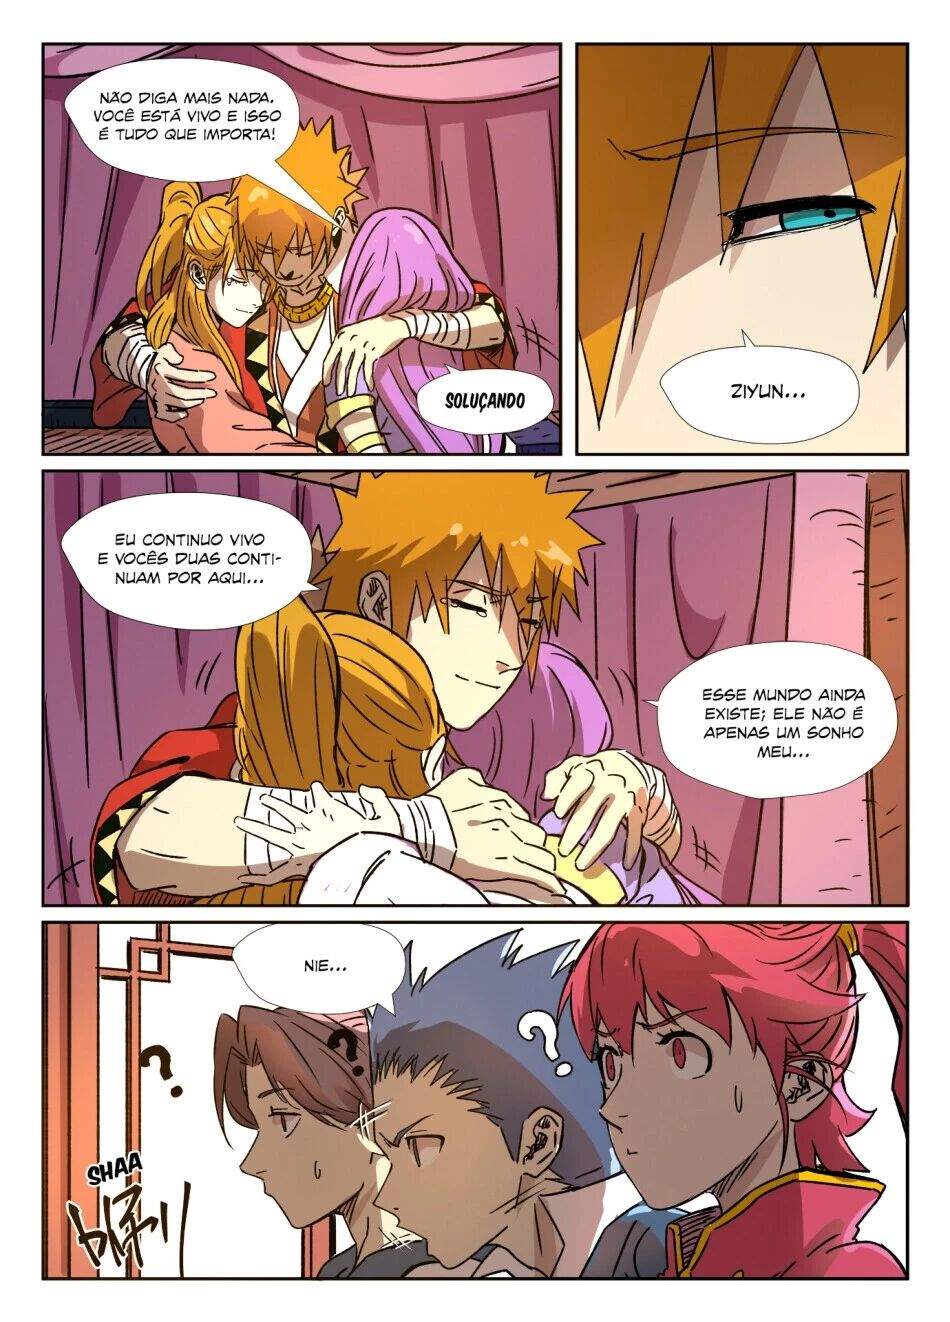 NÃO DIGA MAIS NADA.
VOCÊ ESTÁ VIVO E ISSO
É TUDO QUE IMPORTA!
SOLUÇANDO
ZIYUN...
EU CONTINUO VIVO
E VOCÊS DUAS CONTI-
NUAM POR AQUI...
ESSE MUNDO AINDA
EXISTE; ELE NÃO É
APENAS UM SONHO
MEU...
NIE...
?
?
?
SHAA